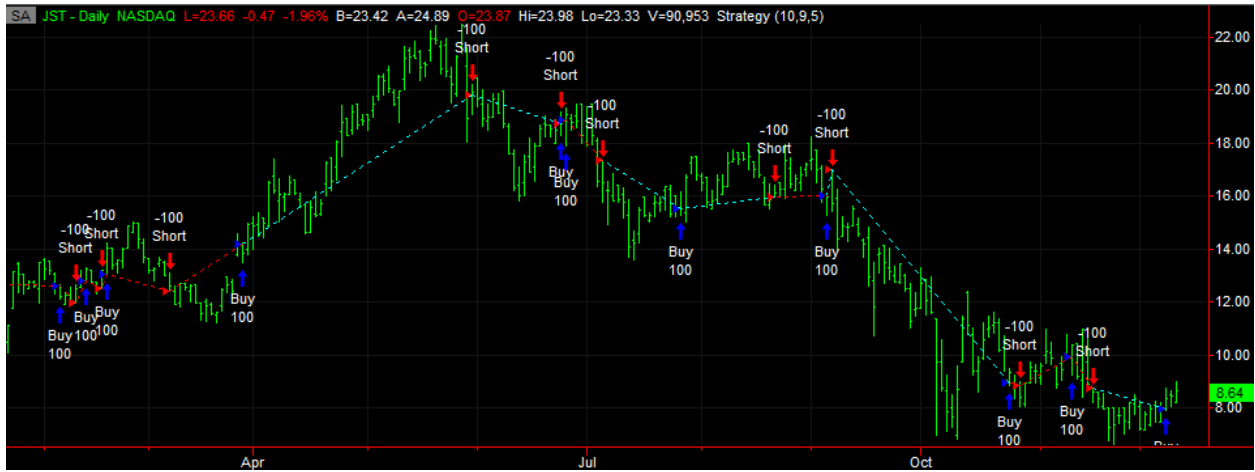 SA JST - Daily NASDAQ L=23.66 -0.47 -1.96% B=23.42 A=24.89 O=23.87 Hi=23.98 Lo=23.33 V=90,953 Strategy (10,9,5)
22.00
20.00
18.00
16.00
14.00
12.00
10.00
8.64
8.00
-100
Short
-100
Short
-100
Short
-100
Short
-100
Short
-100
Short
-100
Short
-100
Short
-100
Short
-100
Short
Buy
100
Buy
100
Buy
100
Buy
100
Buy
Buy
100
Buy
100
Buy
100
Buy
100
Buy
100
Buy
Apr
Jul
Oct